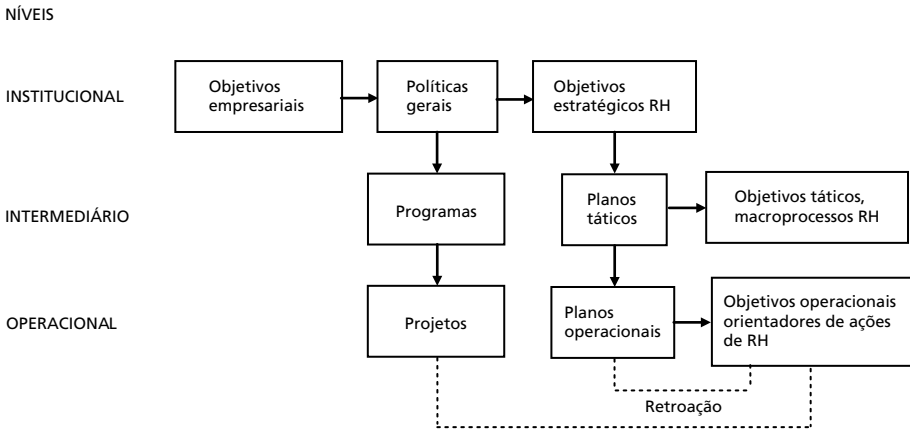 NÍVEIS
INSTITUCIONAL
Objetivos
empresariais
Políticas
gerais
Objetivos
estratégicos RH
INTERMEDIÁRIO
Programas
Planos
táticos
Objetivos táticos,
macroprocessos RH
OPERACIONAL
Projetos
Planos
operacionais
Objetivos operacionais
orientadores de ações
de RH
Retroação